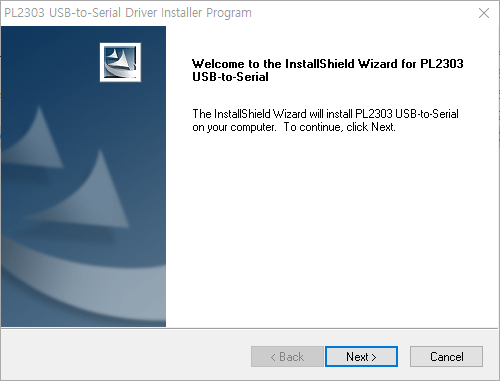 PL2303 USB-to-Serial Driver Installer Program
Welcome to the InstallShield Wizard for PL2303
USB-to-Serial
The InstallShield Wizard will install PL2303 USB-to-Serial
on your computer. To continue, click Next.
< Back
Next >
Cancel